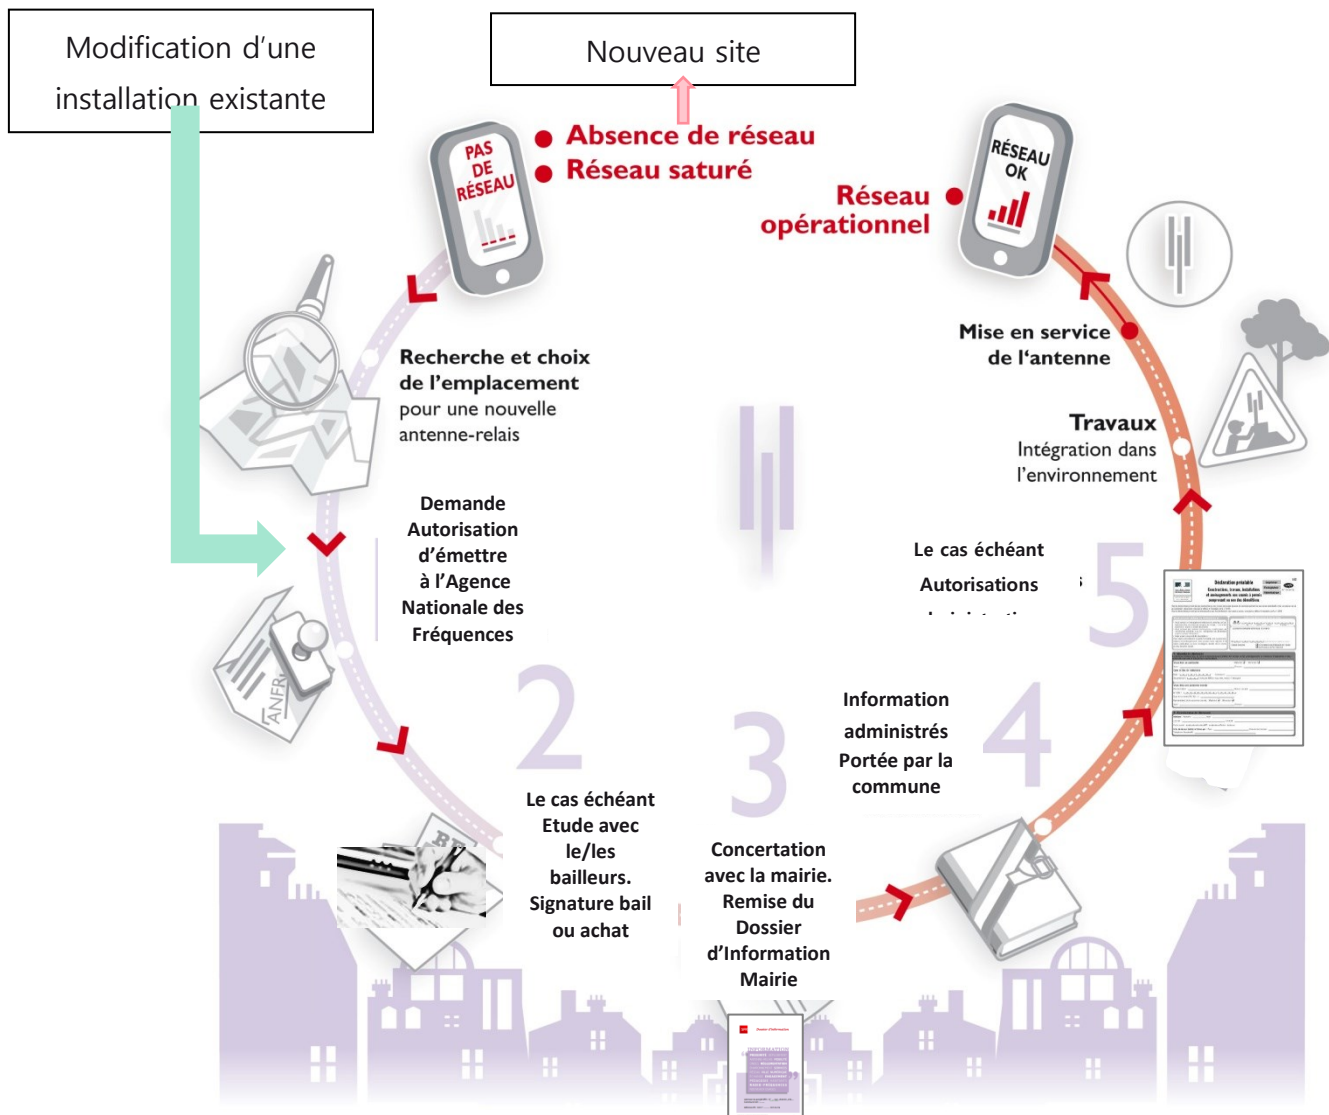 Modification d’une
installation existante
Nouveau site
PAS
DE
RÉSEAU
Absence de réseau
Réseau saturé
RÉSEAU
OK
Réseau
opérationnel
Recherche et choix
de l’emplacement
pour une nouvelle
antenne-relais
Mise en service
de l‘antenne
Travaux
Intégration dans
l’environnement
Demande
Autorisation
d’émettre
à l’Agence
Nationale des
Fréquences
ANFR
Le cas échéant
Autorisations
5
Déclaration préalable
2
Le cas échéant
Etude avec
le/les
bailleurs.
Signature bail
ou achat
3
Concertation
avec la mairie.
Remise du
Dossier
d’Information
Mairie
4
Information
administrés
Portée par la
commune
Dossier d’Information